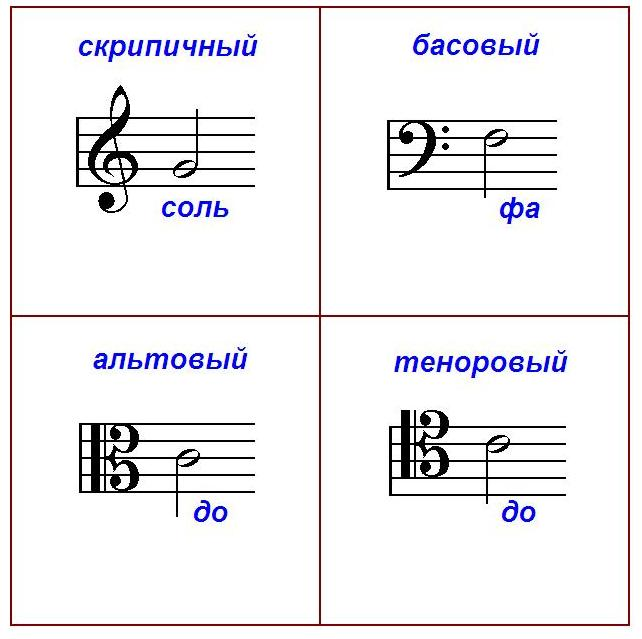 скрипичный
басовый
соль
фа
альтовый
теноровый
до
до